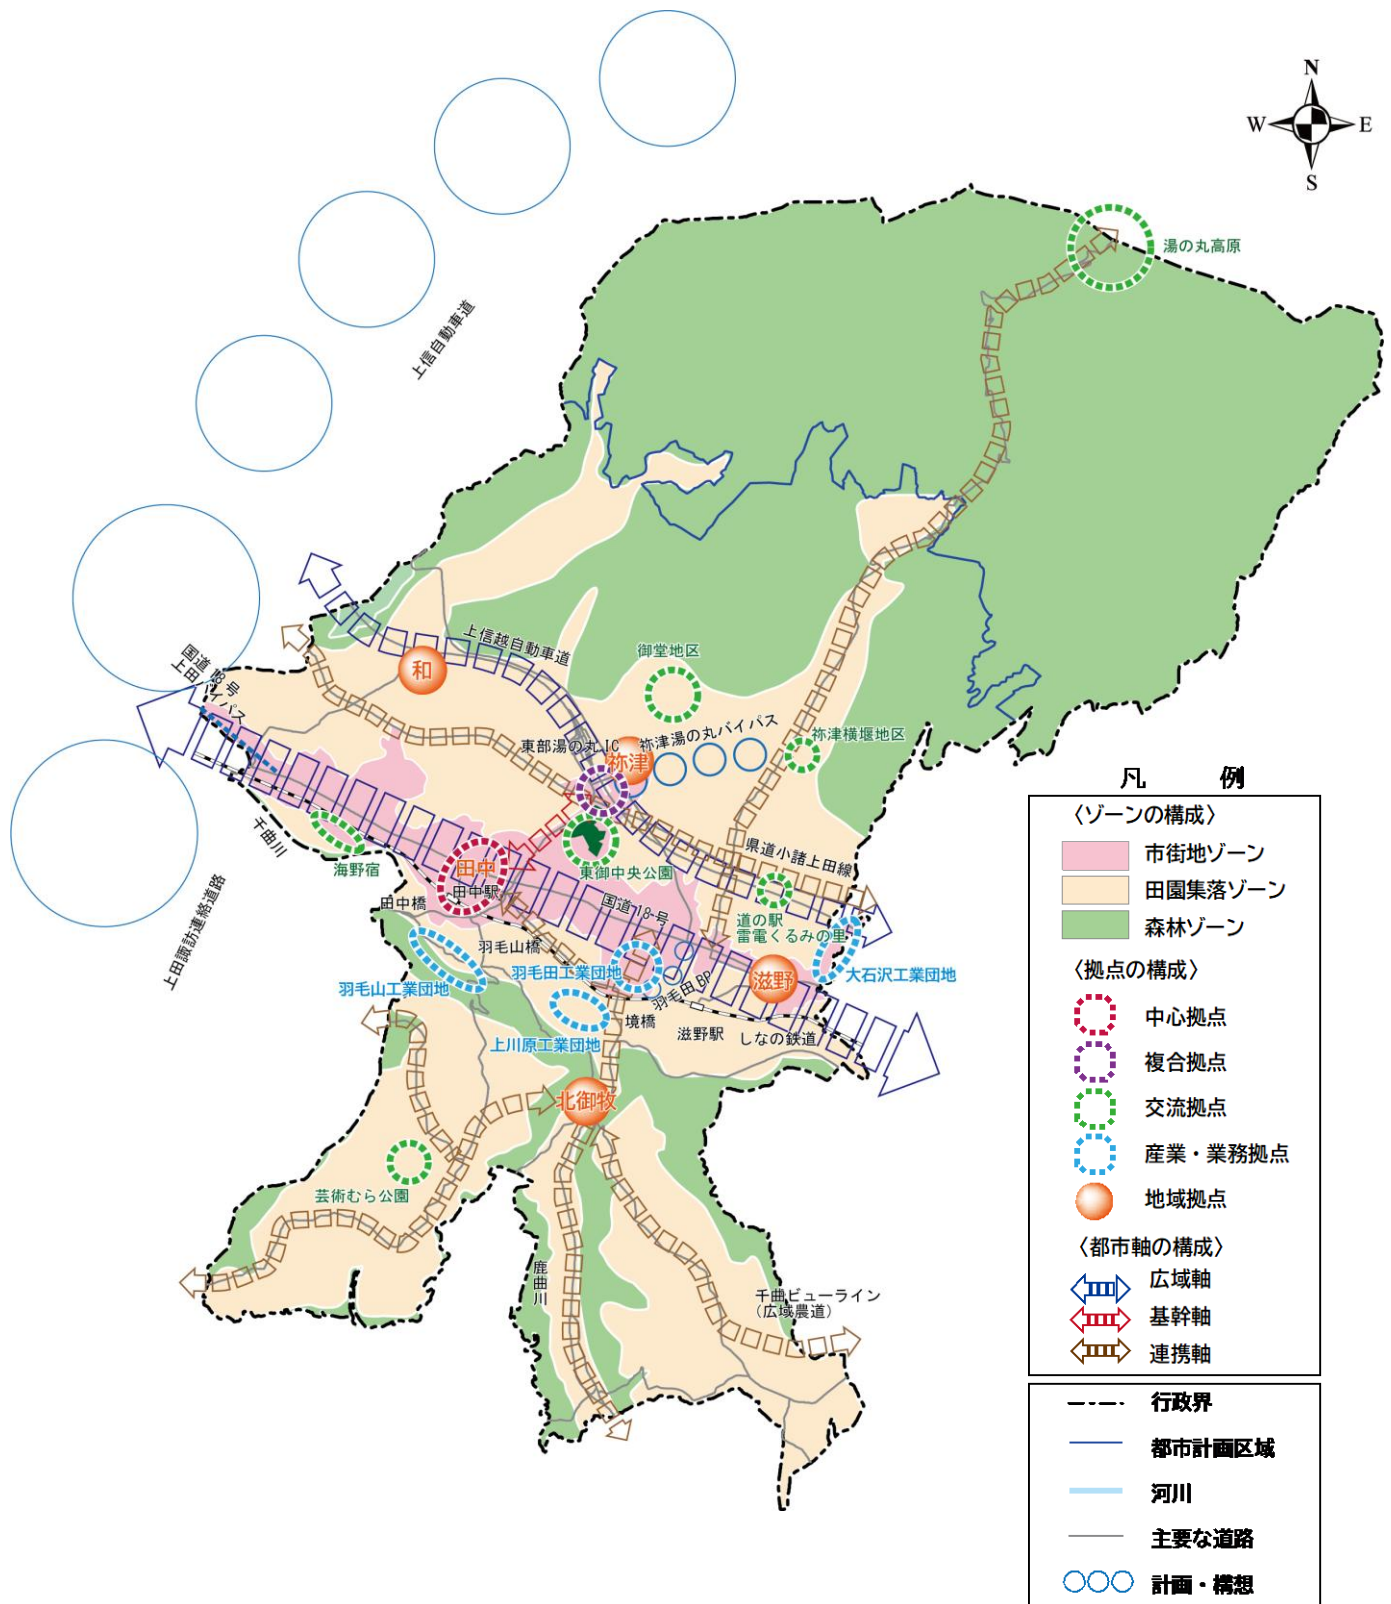 N
W
E
S
湯の丸高原
上信自動車道
上信越自動車道
御堂地区
国道18号
上田バイパス
和
東部湯の丸IC
祢津湯の丸バイパス
祢津横堰地区
祢津
千曲川
海野宿
田中
田中駅
田中橋
東御中央公園
県道小諸上田線
国道18号
道の駅
雷電くるみの里
上田諏訪連絡道路
羽毛山橋
羽毛山工業団地
羽毛田工業団地
羽毛田BP
滋野
大石沢工業団地
上川原工業団地
境橋
滋野駅
しなの鉄道
北御牧
芸術むら公園
鹿曲川
千曲ビューライン
（広域農道）
凡　例
〈ゾーンの構成〉
市街地ゾーン
田園集落ゾーン
森林ゾーン
〈拠点の構成〉
中心拠点
複合拠点
交流拠点
産業・業務拠点
地域拠点
〈都市軸の構成〉
広域軸
基幹軸
連携軸
行政界
都市計画区域
河川
主要な道路
計画・構想